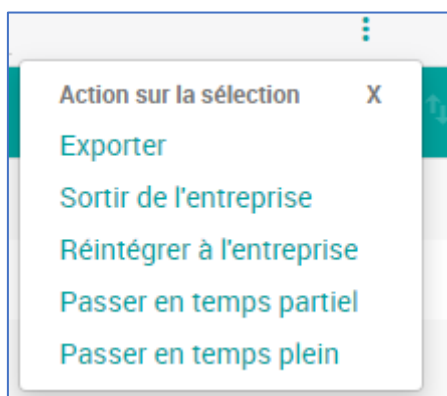 Action sur la sélection X
Exporter
Sortir de l'entreprise
Réintégrer à l'entreprise
Passer en temps partiel
Passer en temps plein